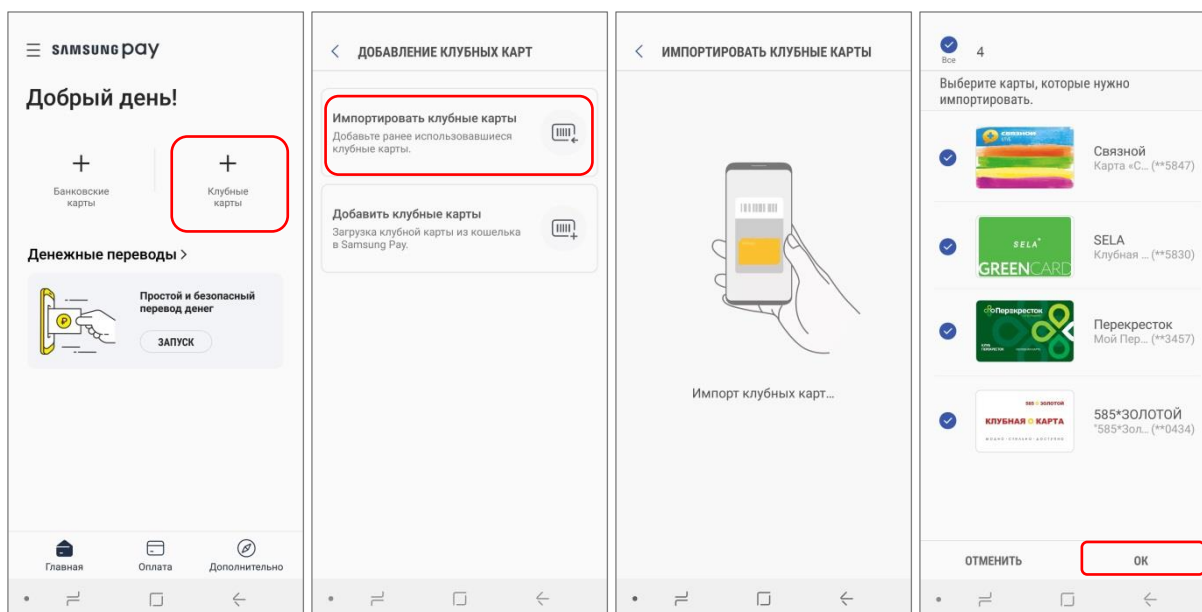 SAMSUNG pay
Добрый день!
Банковские
карты
Клубные
карты
Денежные переводы >
Простой и безопасный
перевод денег
ЗАПУСК
Главная
Оплата
Дополнительно
ДОБАВЛЕНИЕ КЛУБНЫХ КАРТ
Импортировать клубные карты
Добавьте ранее использовавшиеся
клубные карты.
Добавить клубные карты
Загрузка клубной карты из кошелька
в Samsung Pay.
ИМПОРТИРОВАТЬ КЛУБНЫЕ КАРТЫ
Импорт клубных карт...
Все
4
Выберите карты, которые нужно
импортировать.
связной
Связной
Карта «С... (**5847)
SELA
GREENCARD
SELA
Клубная ... (**5830)
Перекресток
Перекресток
Мой Пер... (**3457)
585 золотой
КЛУБНАЯ КАРТА
585*ЗОЛОТОЙ
"585*Зол... (**0434)
ОТМЕНИТЬ
ОК